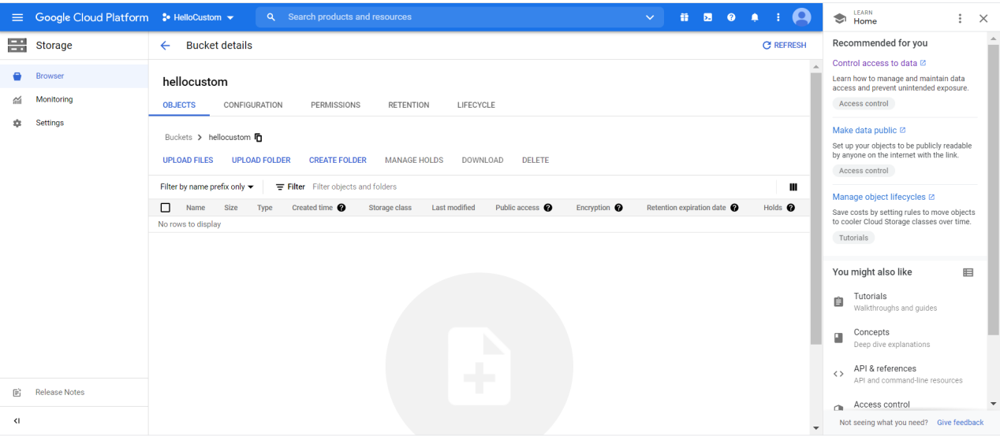 Google Cloud Platform
HelloCustom
Search products and resources
Storage
Browser
Monitoring
Settings
Release Notes
Bucket details
REFRESH
hellocustom
OBJECTS CONFIGURATION PERMISSIONS RETENTION LIFECYCLE
Buckets > hellocustom
UPLOAD FILES UPLOAD FOLDER CREATE FOLDER MANAGE HOLDS DOWNLOAD DELETE
Filter by name prefix only Filter Filter objects and folders
Name Size Type Created time Storage class Last modified Public access Encryption Retention expiration date Holds
No rows to display
LEARN
Home
Recommended for you
Control access to data
Learn how to manage and maintain data
access and prevent unintended exposure.
Access control
Make data public
Set up your objects to be publicly readable
by anyone on the internet with the link.
Access control
Manage object lifecycles
Save costs by setting rules to move objects
to cooler Cloud Storage classes over time.
Tutorials
You might also like
Tutorials
Walkthroughs and guides
Concepts
Deep dive explanations
API & references
API and command-line resources
Access control
Not seeing what you need? Give feedback